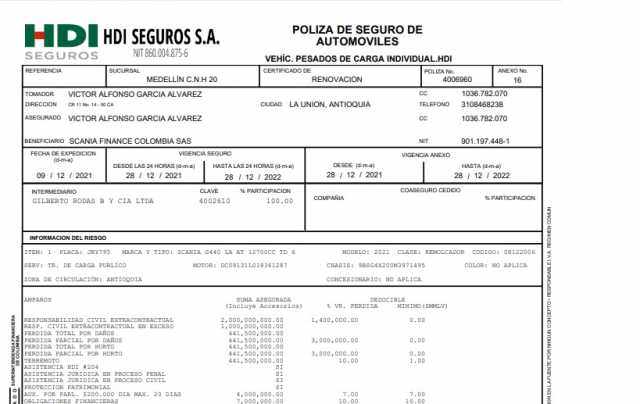 HDI SEGUROS
HDI SEGUROS S.A.
NIT 860.004.875-6
POLIZA DE SEGURO DE
AUTOMOVILES
VEHÍC. PESADOS DE CARGA INDIVIDUAL.HDI
REFERENCIA SUCURSAL CERTIFICADO DE POLIZA No. ANEXO No.
MEDELLÍN C.N.H 20 RENOVACION 4006960 16
TOMADOR VICTOR ALFONSO GARCIA ALVAREZ CC 1036.782.070
DIRECCION CR 11 No. 14 - 90 CA CIUDAD LA UNION, ANTIOQUIA TELEFONO 3108468238
ASEGURADO VICTOR ALFONSO GARCIA ALVAREZ CC 1036.782.070
BENEFICIARIO SCANIA FINANCE COLOMBIA SAS NIT 901.197.448-1
FECHA DE EXPEDICION VIGENCIA SEGURO VIGENCIA ANEXO
(d-m-a) DESDE LAS 24 HORAS (d-m-a) HASTA LAS 24 HORAS (d-m-a) DESDE (d-m-a) HASTA (d-m-a)
09 / 12 / 2021 28 / 12 / 2021 28 / 12 / 2022 28 / 12 / 2021 28 / 12 / 2022
INTERMEDIARIO CLAVE % PARTICIPACION COASEGURO CEDIDO
GILBERTO RODAS B Y CIA LTDA 4002610 100.00 COMPAÑIA % PARTICIPACION
INFORMACION DEL RIESGO
ITEM: 1 PLACA: JNY795 MARCA Y TIPO: SCANIA G440 LA AT 12700CC TD 6 MODELO: 2021 CLASE: REMOLCADOR CODIGO: 08122006
SERV: TR. DE CARGA PUBLICO MOTOR: CHASIS: COLOR: NO APLICA
ZONA DE CIRCULACIÓN: ANTIOQUIA CONCESIONARIO: NO APLICA
AMPAROS SUMA ASEGURADA DEDUCIBLE
(Incluye Accesorios) % VR. PERDIDA MINIMO(SMMLV)
RESPONSABILIDAD CIVIL EXTRACONTRACTUAL 2,000,000,000.00 1,400,000.00 0.00
RESP. CIVIL EXTRACONTRACTUAL EN EXCESO 1,000,000,000.00
PERDIDA TOTAL POR DAÑOS 441,500,000.00
PERDIDA PARCIAL POR DAÑOS 441,500,000.00 3,000,000.00 0.00
PERDIDA TOTAL POR HURTO 441,500,000.00
PERDIDA PARCIAL POR HURTO 441,500,000.00 3,000,000.00 0.00
TERREMOTO 441,500,000.00 10.00 1.00
ASISTENCIA HDI #204 SI
ASISTENCIA JURIDICA EN PROCESO PENAL SI
ASISTENCIA JURIDICA EN PROCESO CIVIL SI
PROTECCION PATRIMONIAL SI
AUX. POR PARL. $200.000 DIA MAX. 20 DIAS 4,000,000.00 7.00 7.00
OBLIGACIONES FINANCIERAS 7,000,000.00 10.00 10.00
SUPERINTENDENCIA FINANCIERA
DE COLOMBIA